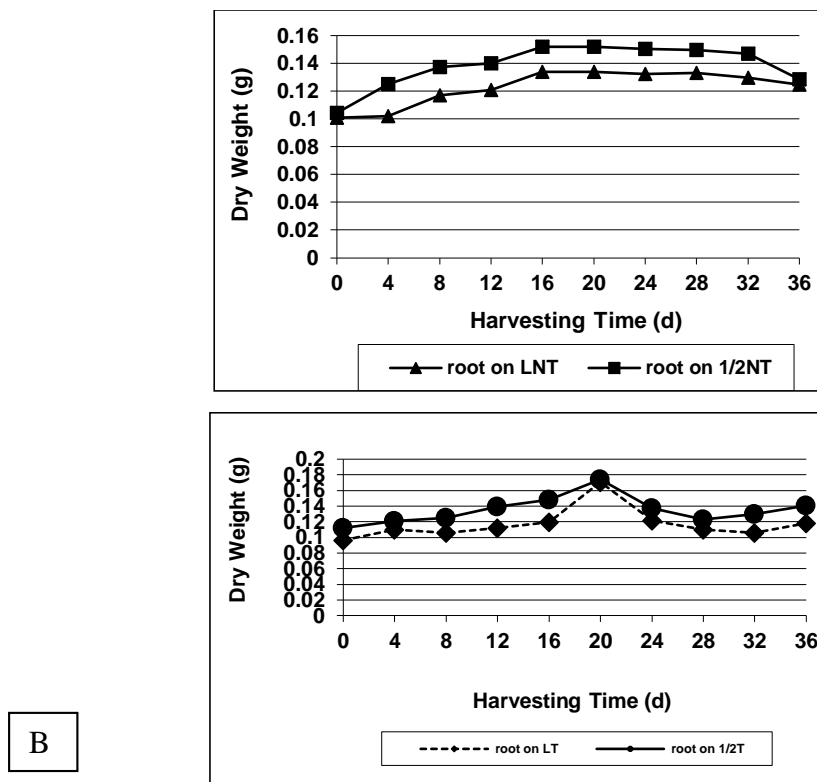 0.16
0.14
0.12
0.1
0.08
0.06
0.04
0.02
0
Dry Weight (g)
0 4 8 12 16 20 24 28 32 36
Harvesting Time (d)
root on LNT root on 1/2NT
0.2
0.18
0.16
0.14
0.12
0.1
0.08
0.06
0.04
0.02
0
Dry Weight (g)
0 4 8 12 16 20 24 28 32 36
Harvesting Time (d)
root on LT root on 1/2T
B